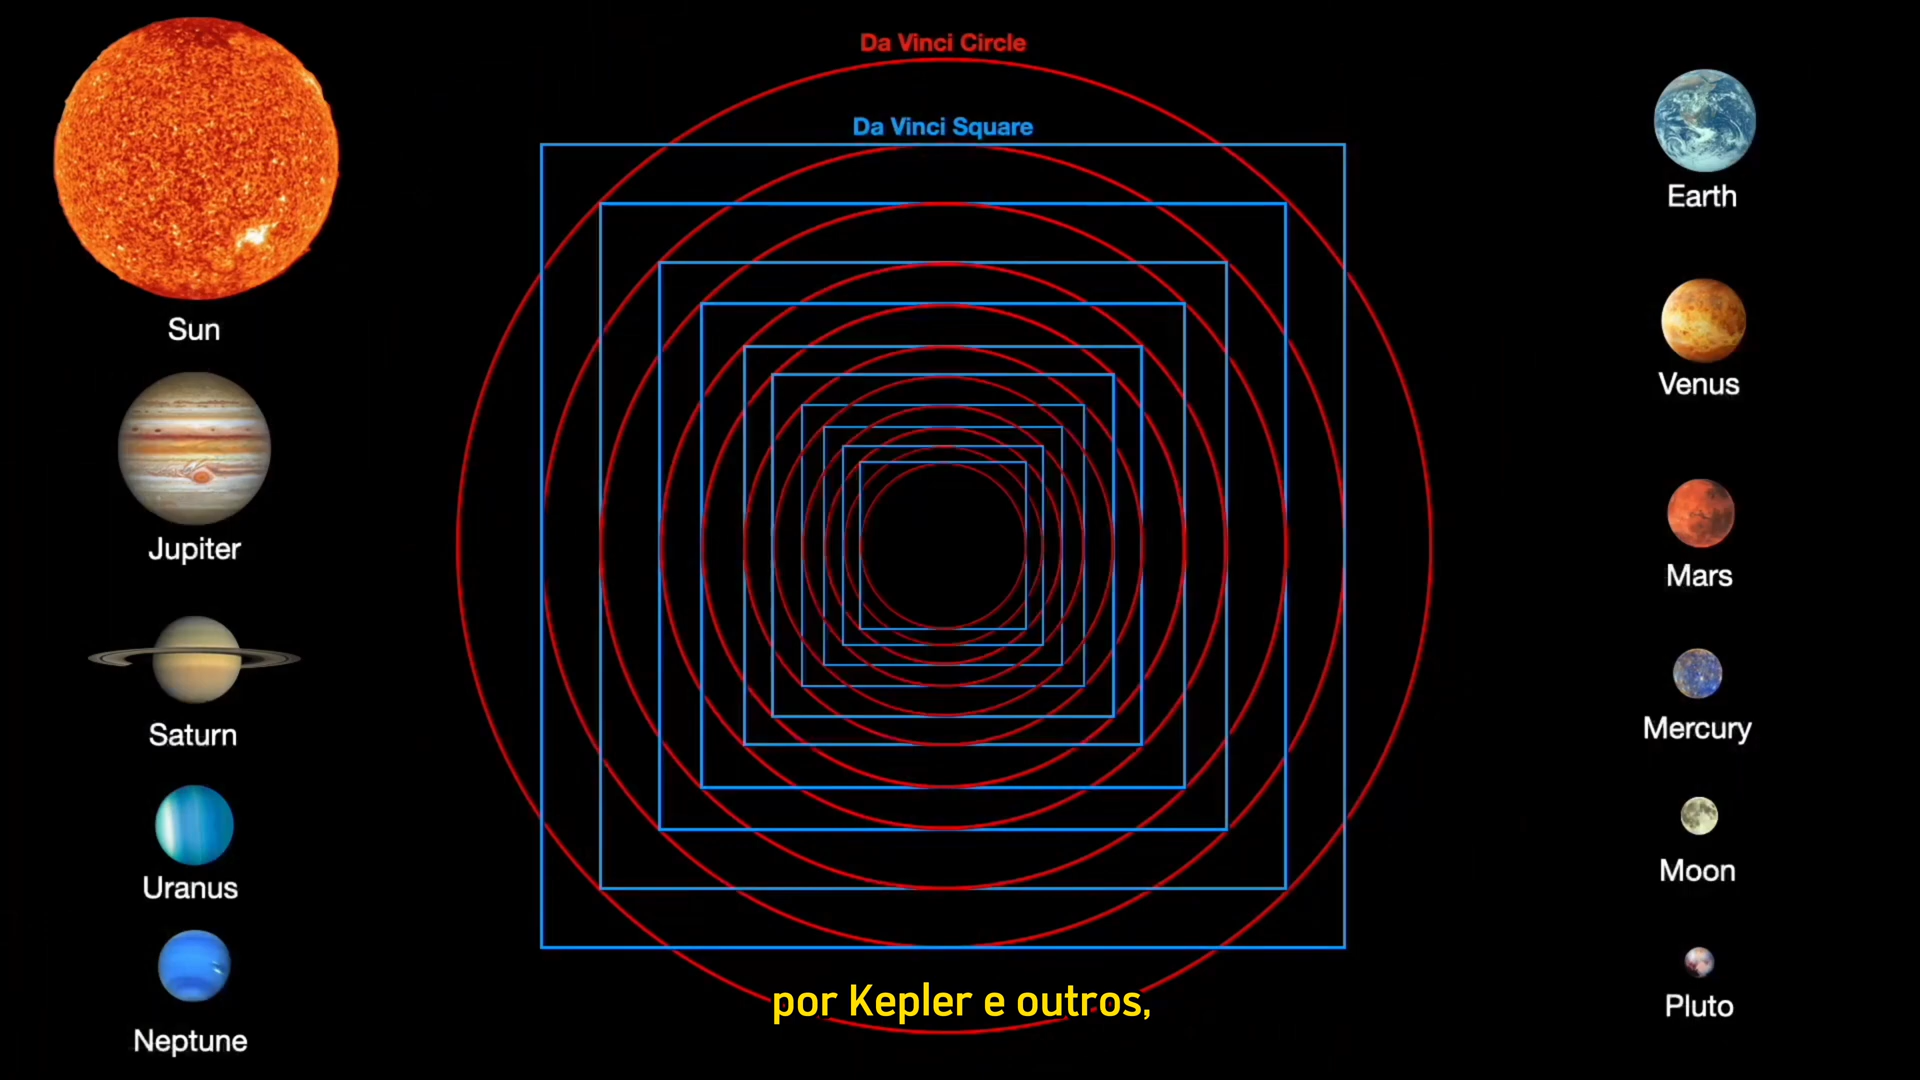 Da Vinci Circle
Da Vinci Square
Sun
Jupiter
Saturn
Uranus
Neptune
Earth
Venus
Mars
Mercury
Moon
Pluto
por Kepler e outros,